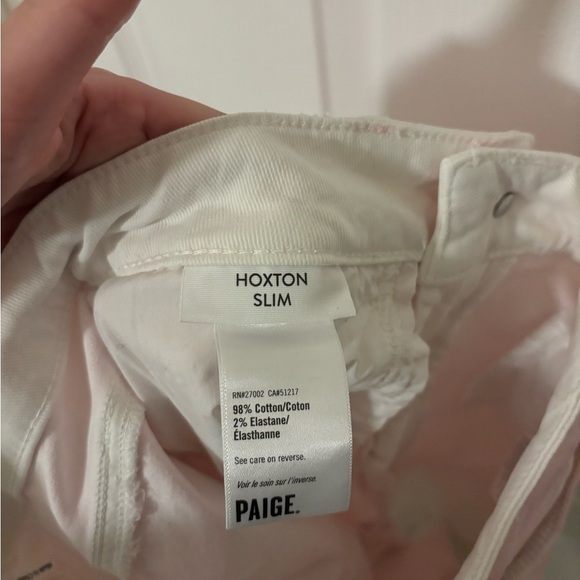 HOXTON
SLIM
RN#27002 CA#51217
98% Cotton/Coton
2% Elastane/
Élasthanne
See care on reverse.
Voir le soin sur l'inverse.
PAIGE.